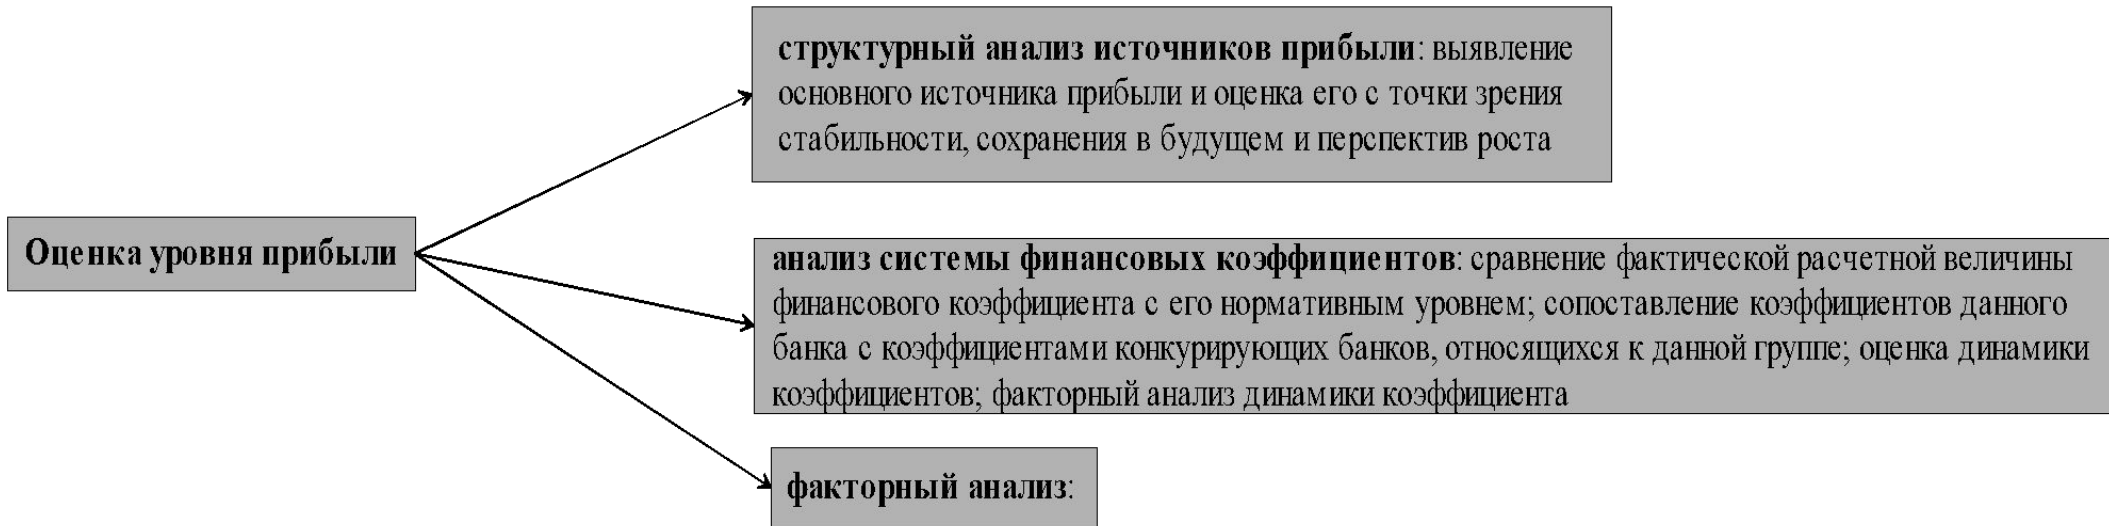 Оценка уровня прибыли
структурный анализ источников прибыли: выявление
основного источника прибыли и оценка его с точки зрения
стабильности, сохранения в будущем и перспектив роста
анализ системы финансовых коэффициентов: сравнение фактической расчетной величины
финансового коэффициента с его нормативным уровнем; сопоставление коэффициентов данного
банка с коэффициентами конкурирующих банков, относящихся к данной группе; оценка динамики
коэффициентов; факторный анализ динамики коэффициента
факторный анализ: